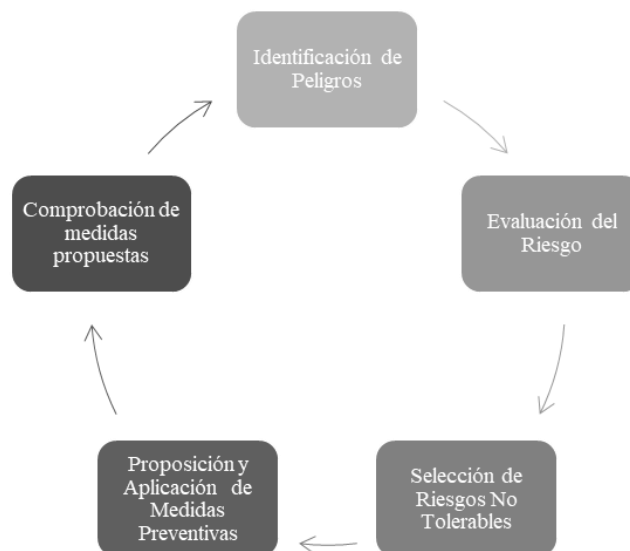 Identificación de
Peligros
Evaluación del
Riesgo
Selección de
Riesgos No
Tolerables
Proposición y
Aplicación de
Medidas
Preventivas
Comprobación de
medidas
propuestas